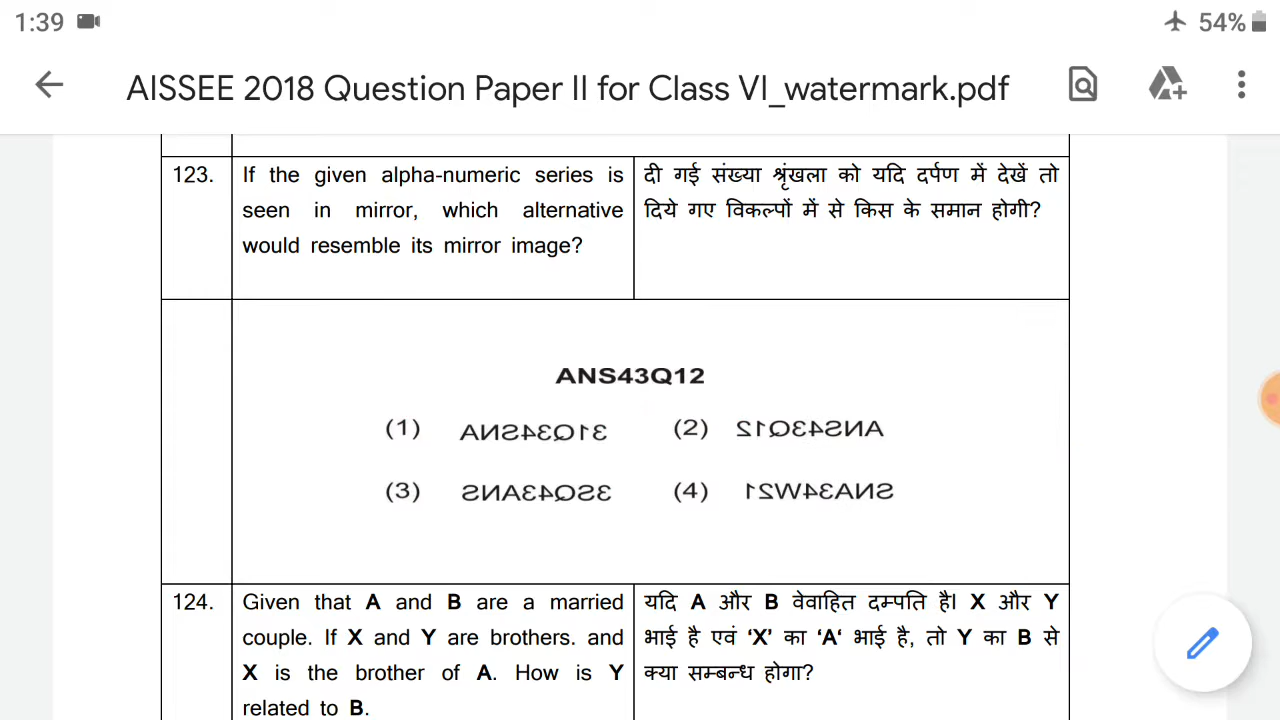 1:39 54%
AISSEE 2018 Question Paper II for Class VI_watermark.pdf
123. If the given alpha-numeric series is
seen in mirror, which alternative
would resemble its mirror image?
दी गई संख्या श्रृंखला को यदि दर्पण में देखें तो
दिये गए विकल्पों में से किस के समान होगी?
ANS43Q12
(1) (2) 21Q34SNA
(3) (4)
124. Given that A and B are a married
couple. If X and Y are brothers. and
X is the brother of A. How is Y
related to B.
यदि A और B वेवाहित दम्पति है। X और Y
भाई है एवं ‘X’ का ‘A‘ भाई है, तो Y का B से
क्या सम्बन्ध होगा?